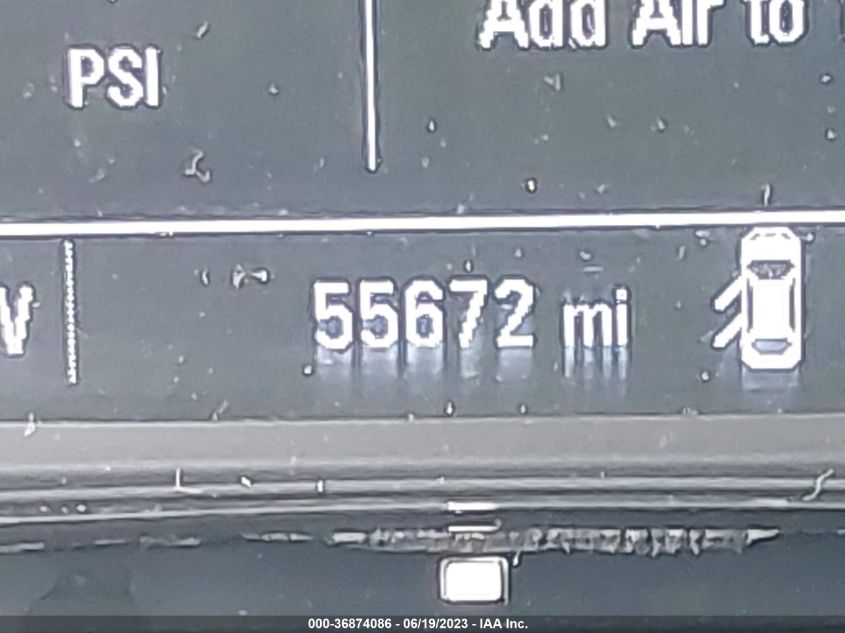 Add Air to
PSI
V
55672 mi
000-36874086 - 06/19/2023 - IAA Inc.